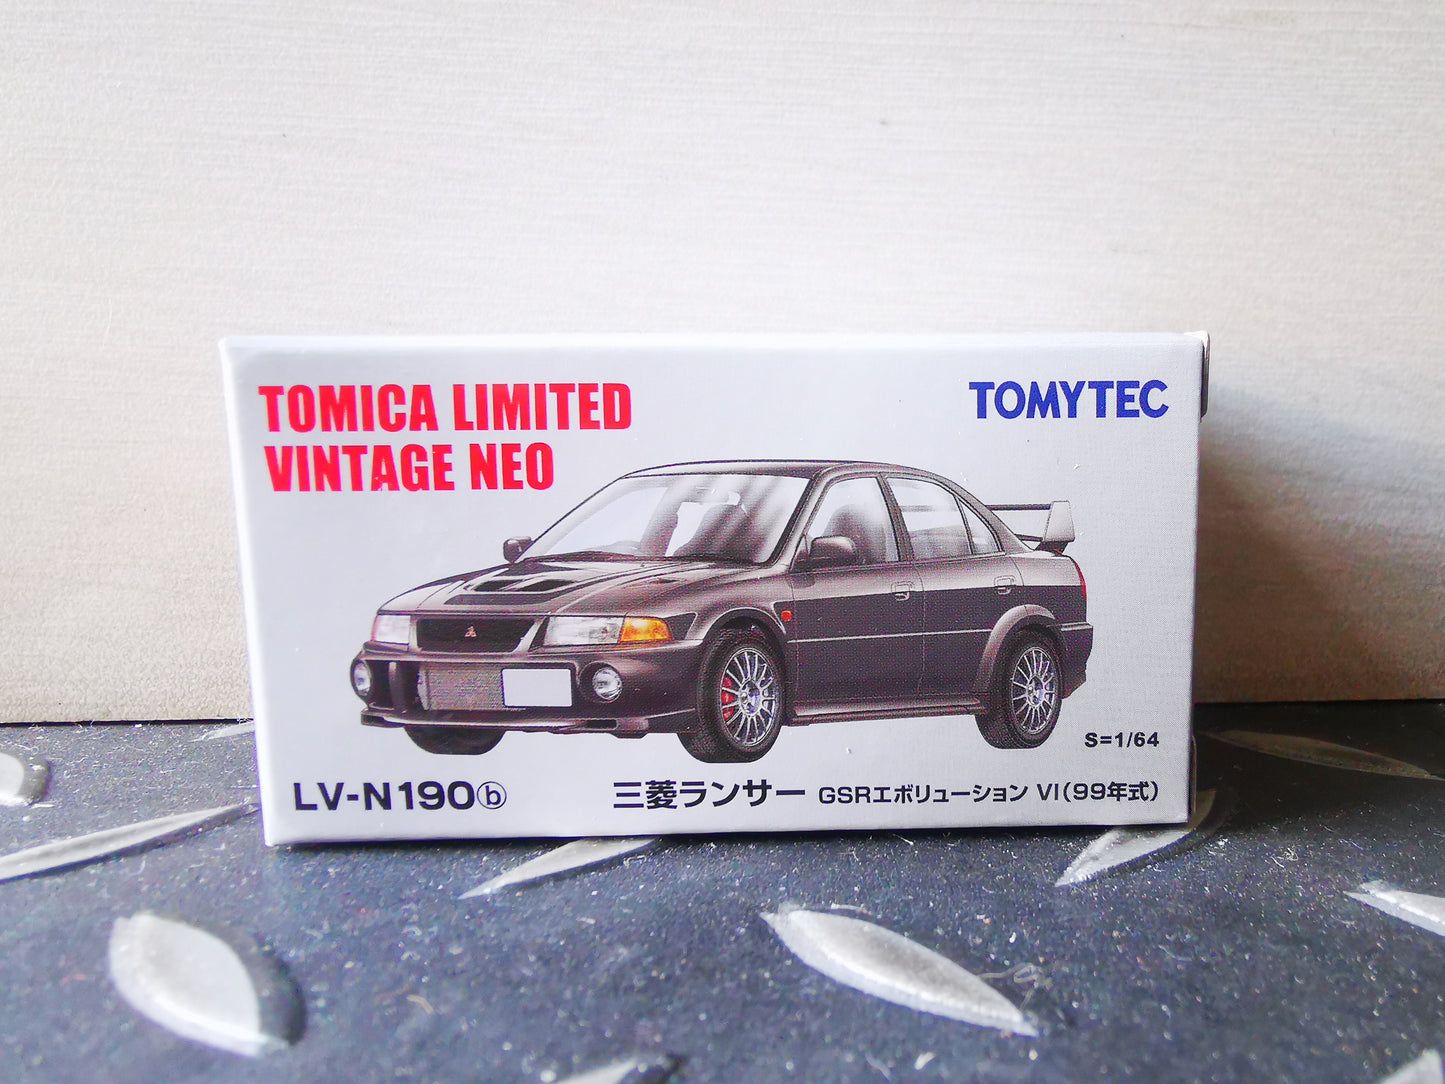 TOMICA LIMITED
VINTAGE NEO
TOMYTEC
S=1/64
LV-N190ⓑ
三菱ランサー GSRエボリューション VI(99年式)